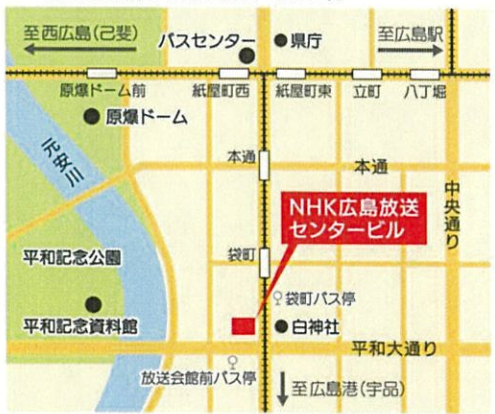 至西広島(己斐)
バスセンター
県庁
至広島駅
原爆ドーム前
紙屋町西
紙屋町東
立町
八丁堀
原爆ドーム
元安川
本通
本通
中央通り
NHK広島放送
センタービル
平和記念公園
袋町
袋町バス停
平和記念資料館
白神社
平和大通り
放送会館前バス停
至広島港(宇品)